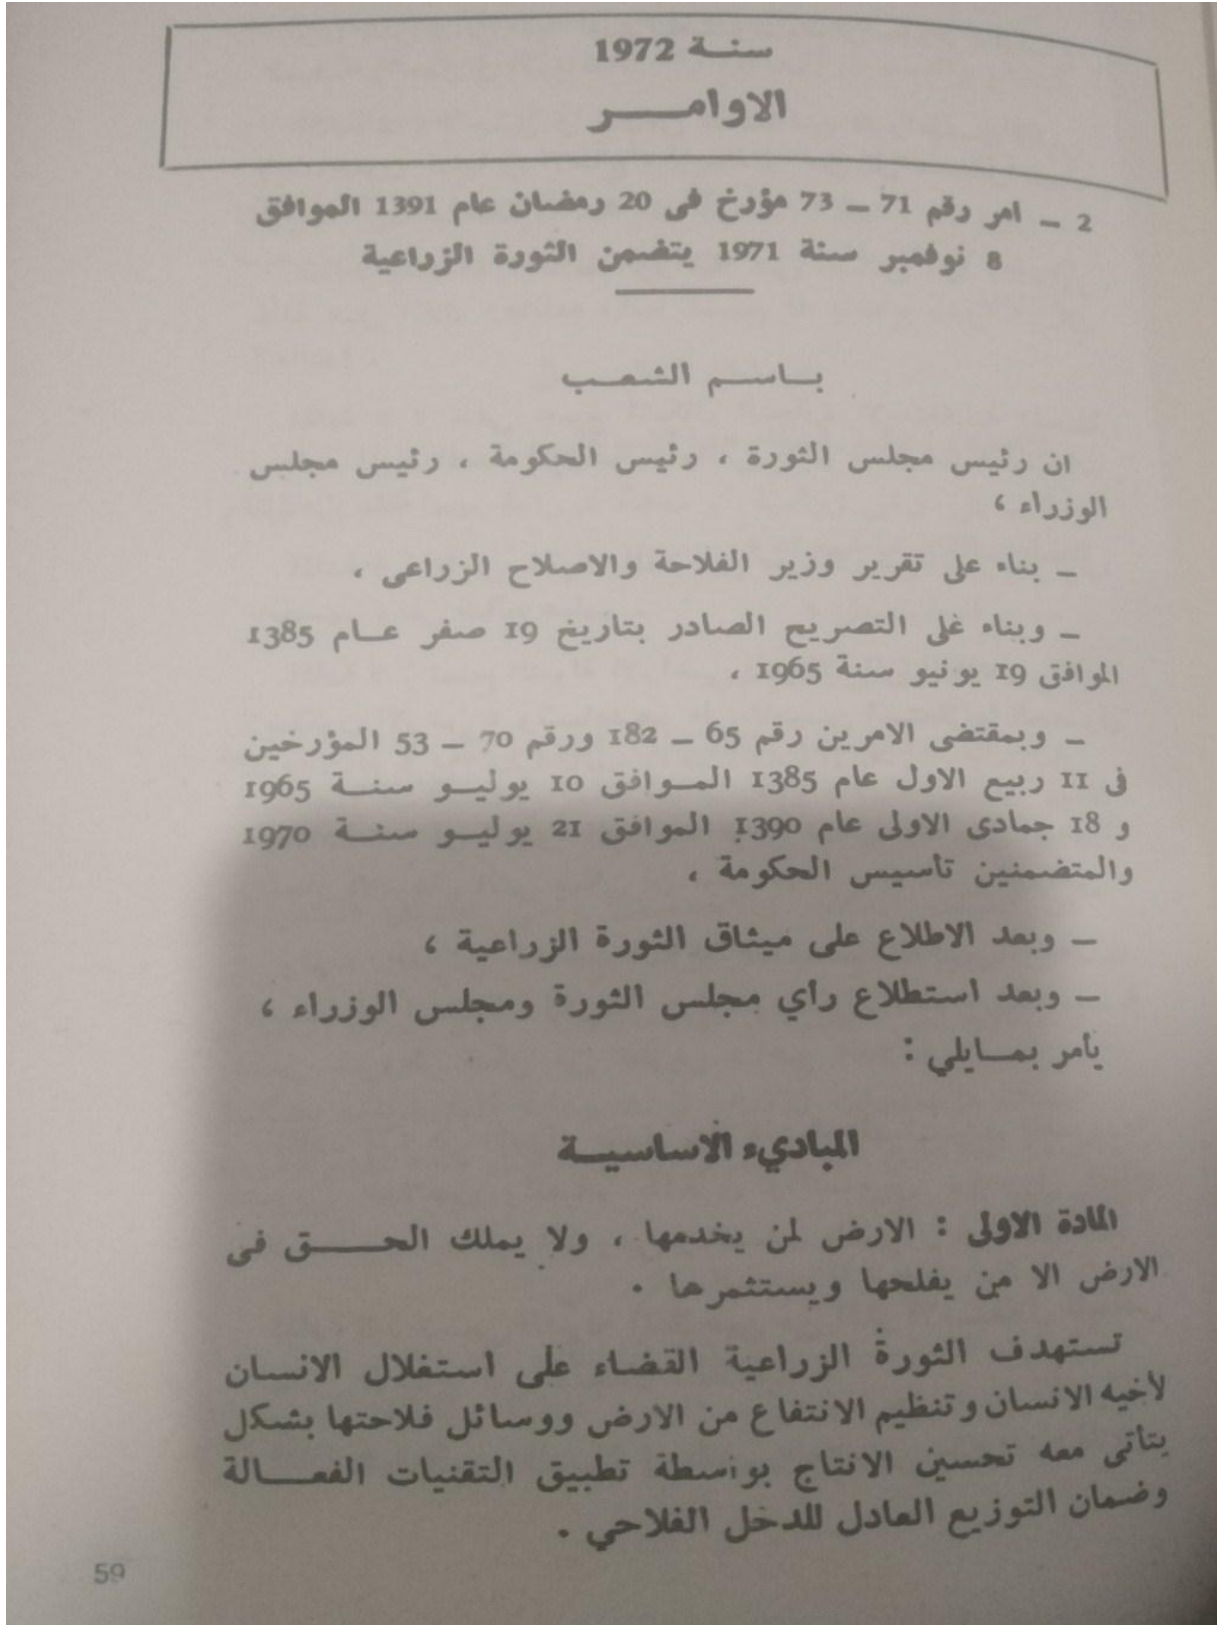 سنة 1972
الاوامر
2 ـ امر رقم 71 ـ 73 مؤرخ فى 20 رمضان عام 1391 الموافق
8 نوفمبر سنة 1971 يتضمن الثورة الزراعية
باسم الشعب
ان رئيس مجلس الثورة ، رئيس الحكومة ، رئيس مجلس
الوزراء ،
ـ بناء على تقرير وزير الفلاحة والاصلاح الزراعى ،
ـ وبناء غلى التصريح الصادر بتاريخ 19 صفر عام 1385
الموافق 19 يونيو سنة 1965 ،
ـ وبمقتضى الامرين رقم 65 ـ 182 ورقم 70 ـ 53 المؤرخين
فى 11 ربيع الاول عام 1385 الموافق 10 يوليو سنة 1965
و 18 جمادى الاولى عام 1390 الموافق 21 يوليو سنة 1970
والمتضمنين تأسيس الحكومة ،
ـ وبعد الاطلاع على ميثاق الثورة الزراعية ،
ـ وبعد استطلاع رأي مجلس الثورة ومجلس الوزراء ،
يأمر بمايلي :
المباديء الاساسية
المادة الاولى : الارض لمن يخدمها ، ولا يملك الحق فى
الارض الا من يفلحها ويستثمرها .
تستهدف الثورة الزراعية القضاء على استغلال الانسان
لأخيه الانسان وتنظيم الانتفاع من الارض ووسائل فلاحتها بشكل
يتأتى معه تحسين الانتاج بواسطة تطبيق التقنيات الفعالة
وضمان التوزيع العادل للدخل الفلاحي .
59